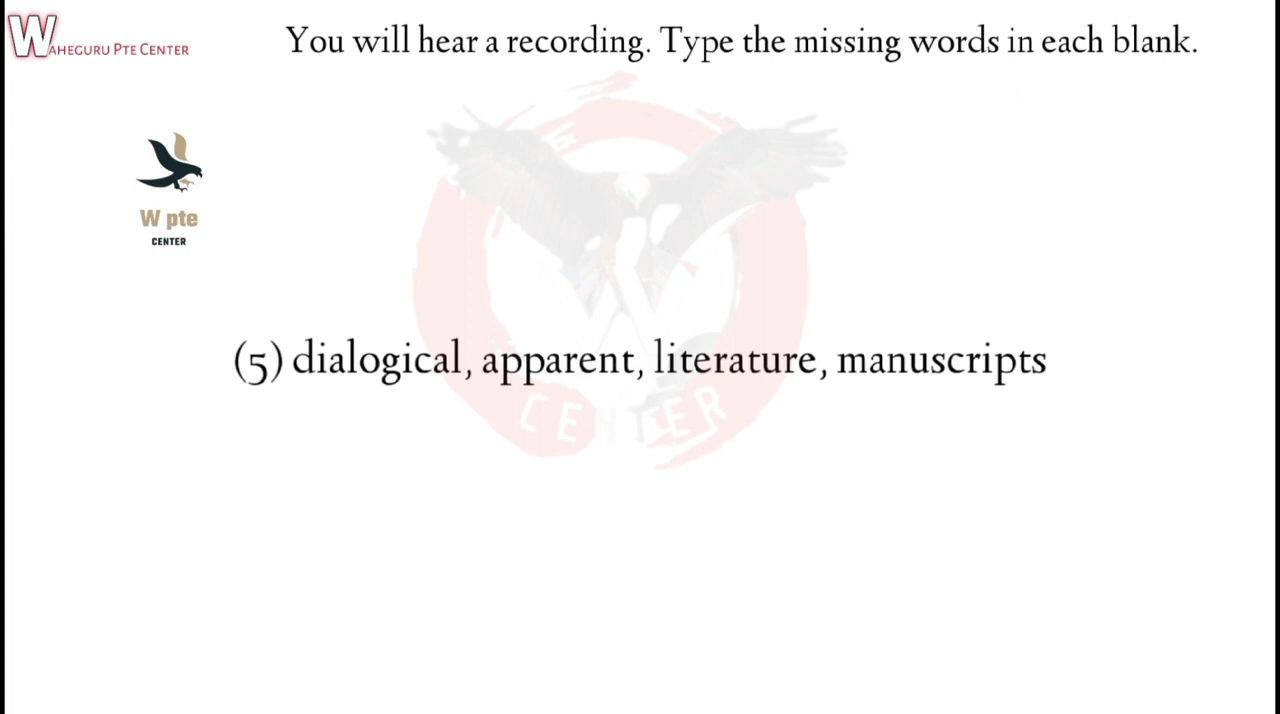 WAHEGURU PTE CENTER
You will hear a recording. Type the missing words in each blank.
W pte
CENTER
(5) dialogical, apparent, literature, manuscripts
W
CENTER